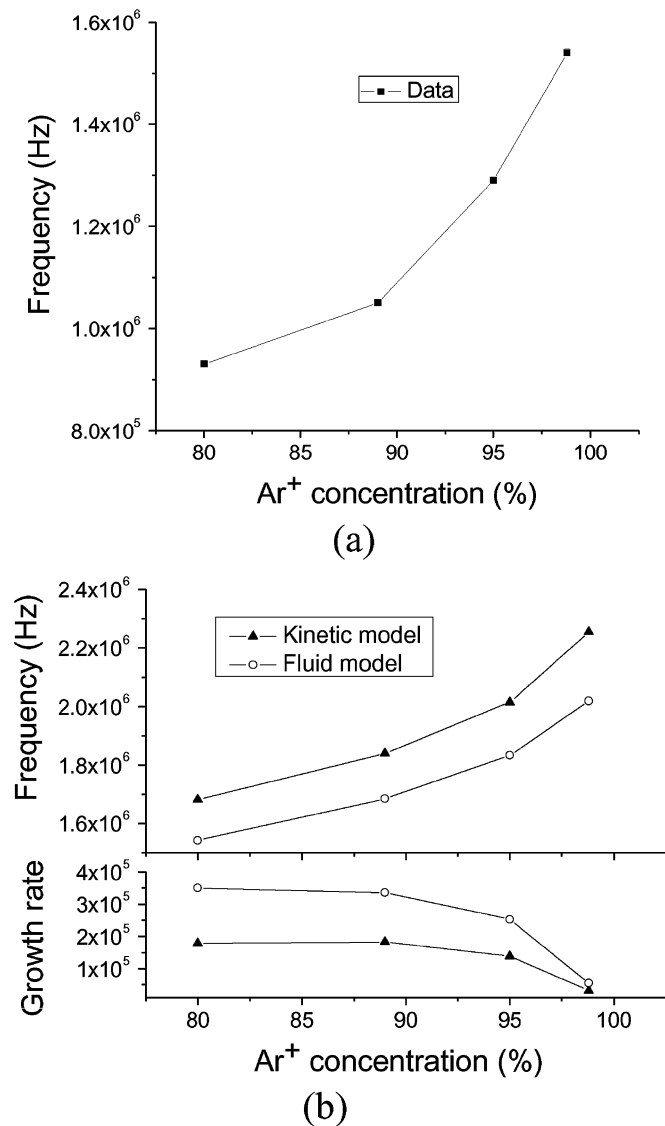 1.6x10⁶
1.4x10⁶
1.2x10⁶
1.0x10⁶
8.0x10⁵
Frequency (Hz)
Data
80 85 90 95 100
Ar⁺ concentration (%)
(a)
2.4x10⁶
2.2x10⁶
2.0x10⁶
1.8x10⁶
1.6x10⁶
Frequency (Hz)
Kinetic model
Fluid model
4x10⁵
3x10⁵
2x10⁵
1x10⁵
Growth rate
80 85 90 95 100
Ar⁺ concentration (%)
(b)